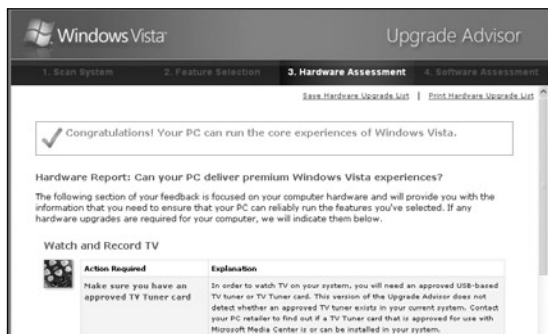 Windows Vista™ Upgrade Advisor
1. Scan System 2. Feature Selection 3. Hardware Assessment 4. Software Assessment
Save Hardware Upgrade List | Print Hardware Upgrade List
Congratulations! Your PC can run the core experiences of Windows Vista.
Hardware Report: Can your PC deliver premium Windows Vista experiences?
The following section of your feedback is focused on your computer hardware and will provide you with the
information that you need to ensure that your PC can reliably run the features you've selected. If any
hardware upgrades are required for your computer, we will indicate them below.
Watch and Record TV
Action Required Explanation
Make sure you have an In order to watch TV on your system, you will need an approved USB-based
approved TV Tuner card TV tuner or TV Tuner card. This version of the Upgrade Advisor does not
detect whether an approved TV tuner exists in your current system. Contact
your PC retailer to find out if a TV Tuner card that is approved for use with
Microsoft Media Center is or can be installed in your system.